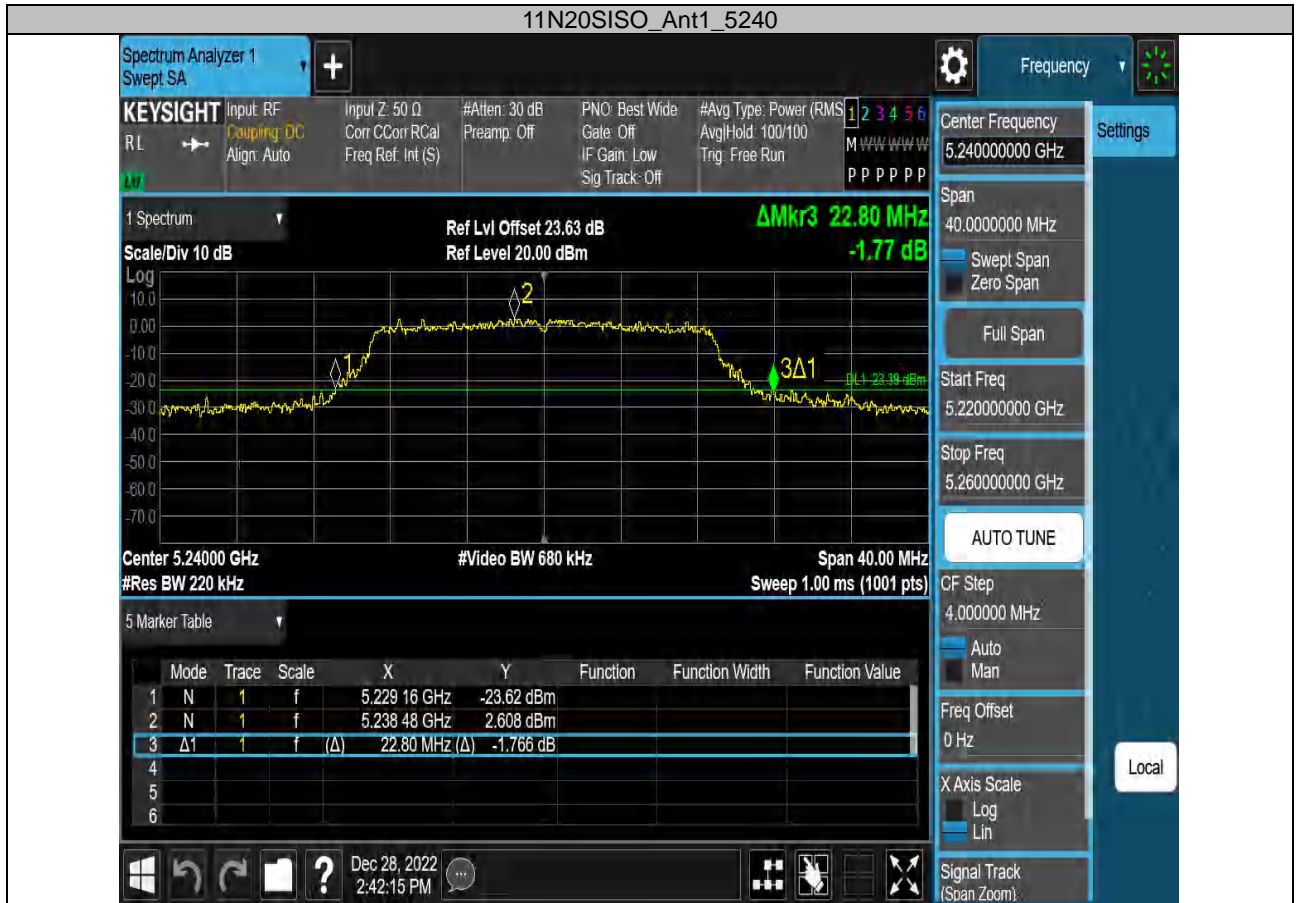 11N20SISO_Ant1_5240
Spectrum Analyzer 1
Swept SA
Frequency
KEYSIGHT
RL
Input: RF
Coupling: DC
Align: Auto
Input Z: 50 Ω
Corr CCorr RCal
Freq Ref: Int (S)
#Atten: 30 dB
Preamp: Off
PNO: Best Wide
Gate: Off
IF Gain: Low
Sig Track: Off
#Avg Type: Power (RMS
Avg|Hold: 100/100
Trig: Free Run
1 2 3 4 5 6
M W W W W W
P P P P P P
Center Frequency
5.240000000 GHz
Settings
Span
40.0000000 MHz
Swept Span
Zero Span
Full Span
Start Freq
5.220000000 GHz
Stop Freq
5.260000000 GHz
AUTO TUNE
CF Step
4.000000 MHz
Auto
Man
Freq Offset
0 Hz
X Axis Scale
Log
Lin
Signal Track
(Span Zoom)
Local
1 Spectrum
Scale/Div 10 dB
Ref Lvl Offset 23.63 dB
Ref Level 20.00 dBm
ΔMkr3 22.80 MHz
-1.77 dB
Log
10.0
0.00
-10.0
-20.0
-30.0
-40.0
-50.0
-60.0
-70.0
1
2
3Δ1
DL1 -23.39 dBm
Center 5.24000 GHz
#Video BW 680 kHz
Span 40.00 MHz
#Res BW 220 kHz
Sweep 1.00 ms (1001 pts)
5 Marker Table
Mode Trace Scale X Y Function Function Width Function Value
1 N 1 f 5.229 16 GHz -23.62 dBm
2 N 1 f 5.238 48 GHz 2.608 dBm
3 Δ1 1 f (Δ) 22.80 MHz (Δ) -1.766 dB
4
5
6
?
Dec 28, 2022
2:42:15 PM